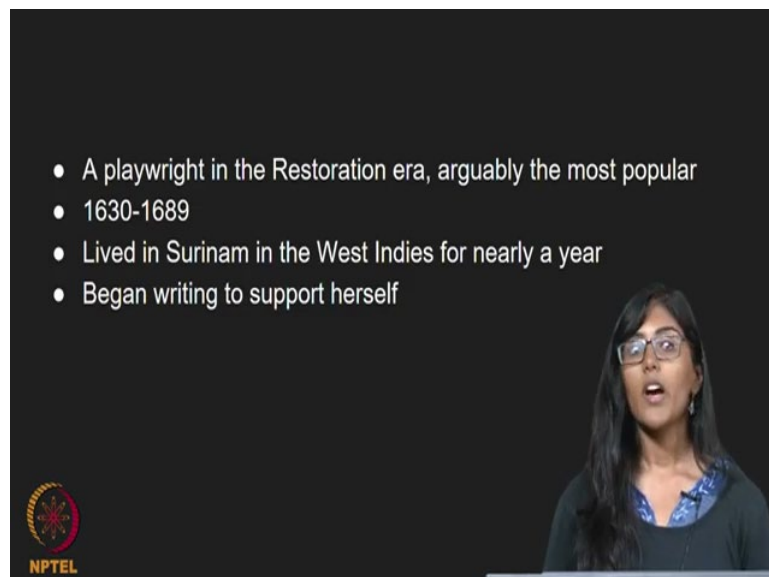 ● A playwright in the Restoration era, arguably the most popular
● 1630-1689
● Lived in Surinam in the West Indies for nearly a year
● Began writing to support herself
NPTEL